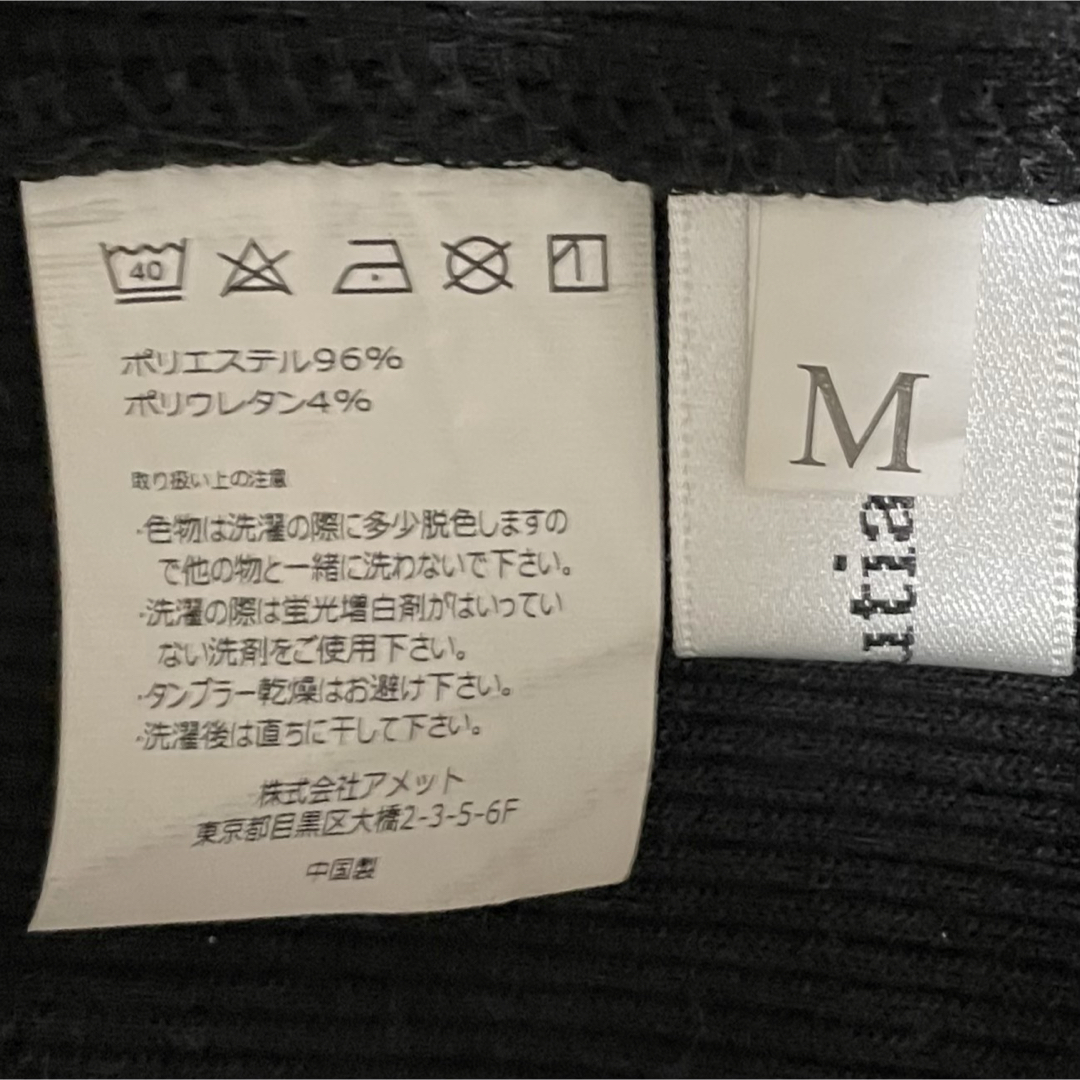 40
ポリエステル96%
ポリウレタン4%
取り扱い上の注意
·色物は洗濯の際に多少脱色しますの
で他の物と一緒に洗わないで下さい。
·洗濯の際は蛍光増白剤がはいってい
ない洗剤をご使用下さい。
·タンブラー乾燥はお避け下さい。
·洗濯後は直ちに干して下さい。
株式会社アメット
東京都目黒区大橋2-3-5-6F
中国製
M
utia